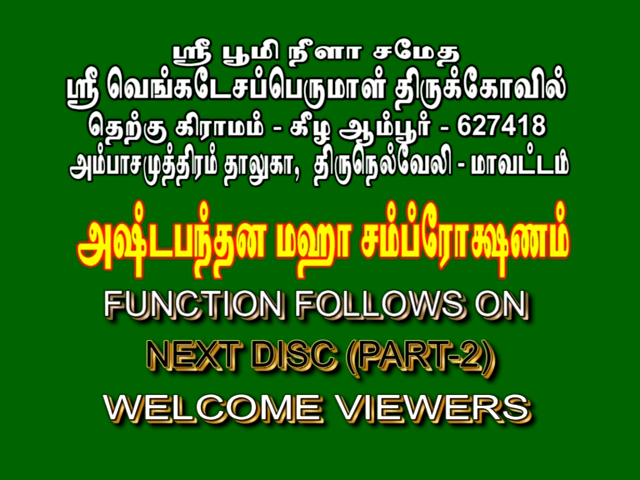 ஸ்ரீ பூமி நீளா சமேத
ஸ்ரீ வெங்கடேசப்பெருமாள் திருக்கோவில்
தெற்கு கிராமம் - கீழ ஆம்பூர் - 627418
அம்பாசமுத்திரம் தாலுகா, திருநெல்வேலி - மாவட்டம்
அஷ்டபந்தன மஹா சம்ப்ரோக்ஷணம்
FUNCTION FOLLOWS ON
NEXT DISC (PART-2)
WELCOME VIEWERS